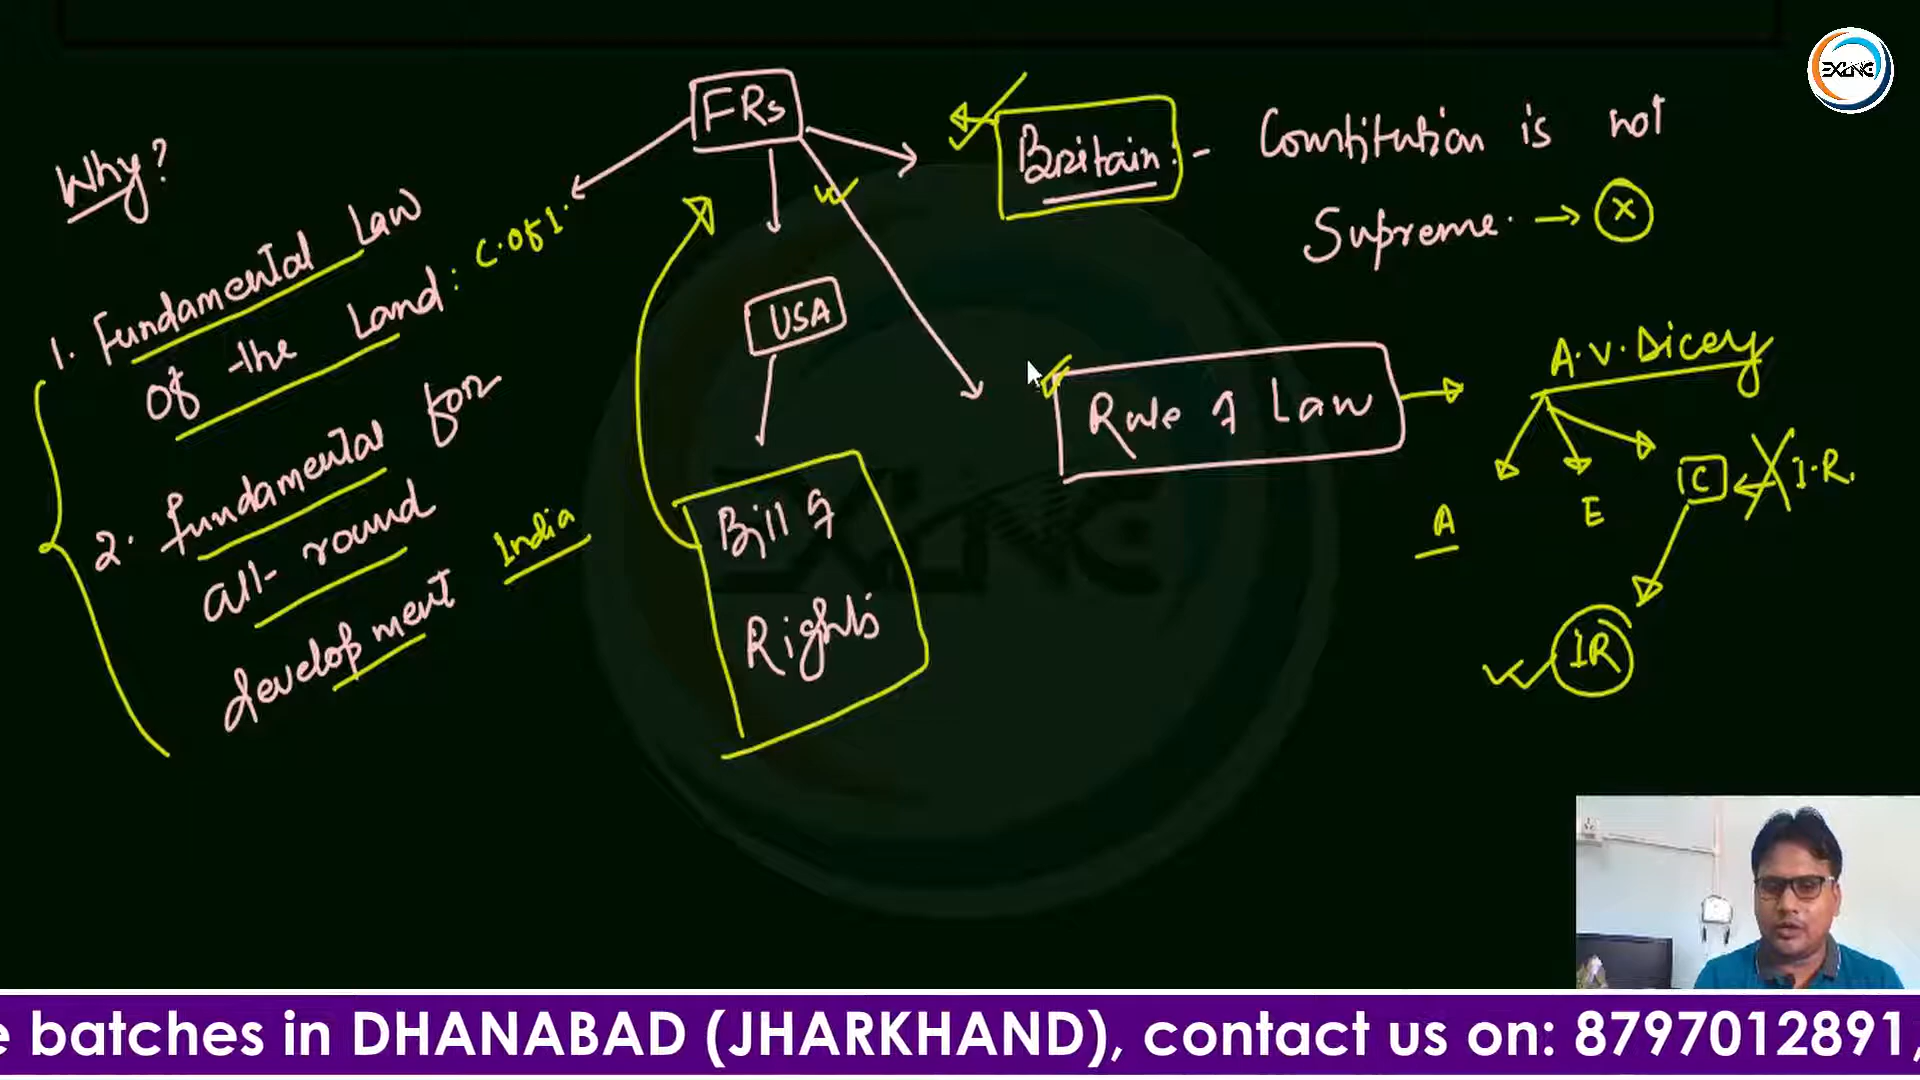 EXLNC
FRs
Why?
1. Fundamental Law
of the Land: C.Of I.
2. fundamental for
all-round
development India
USA
Bill of
Rights
Britain:- Constitution is not
Supreme. → X
Rule of Law
A.V.Dicey
A E C I.R.
IR
EXLNC
e batches in DHANABAD (JHARKHAND), contact us on: 8797012891,